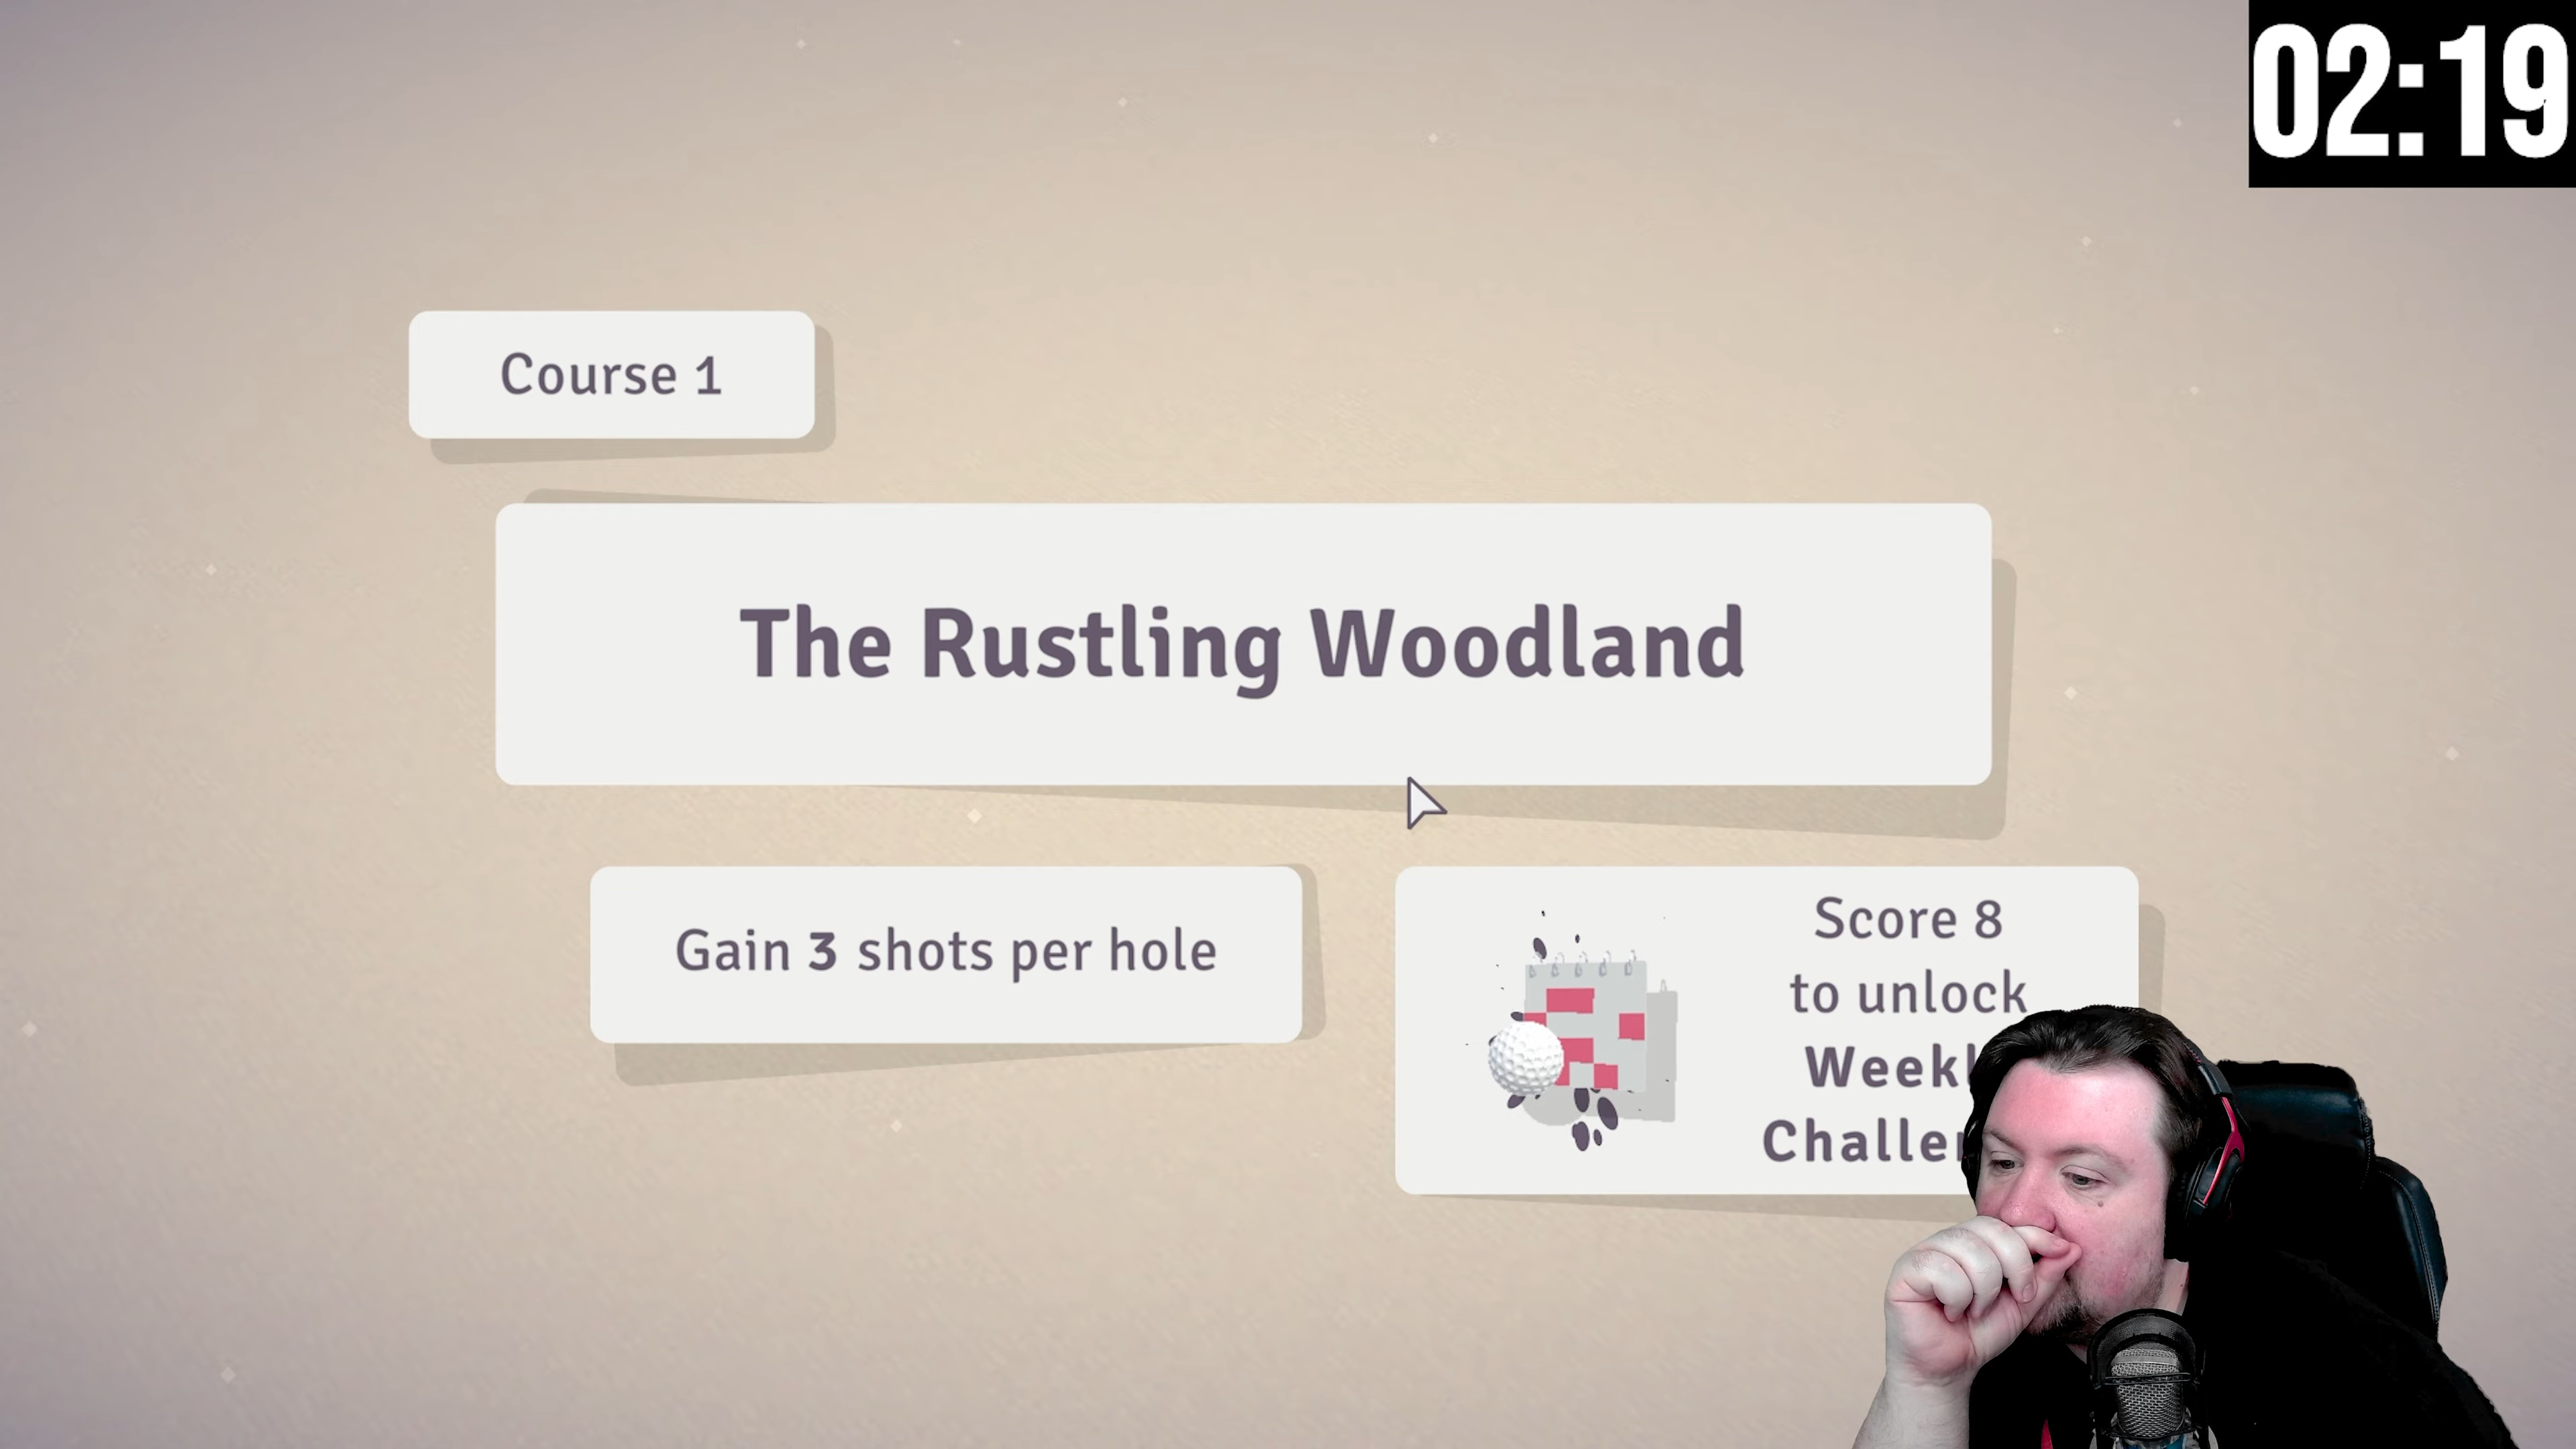 02:19
Course 1
The Rustling Woodland
Gain 3 shots per hole
Score 8
to unlock